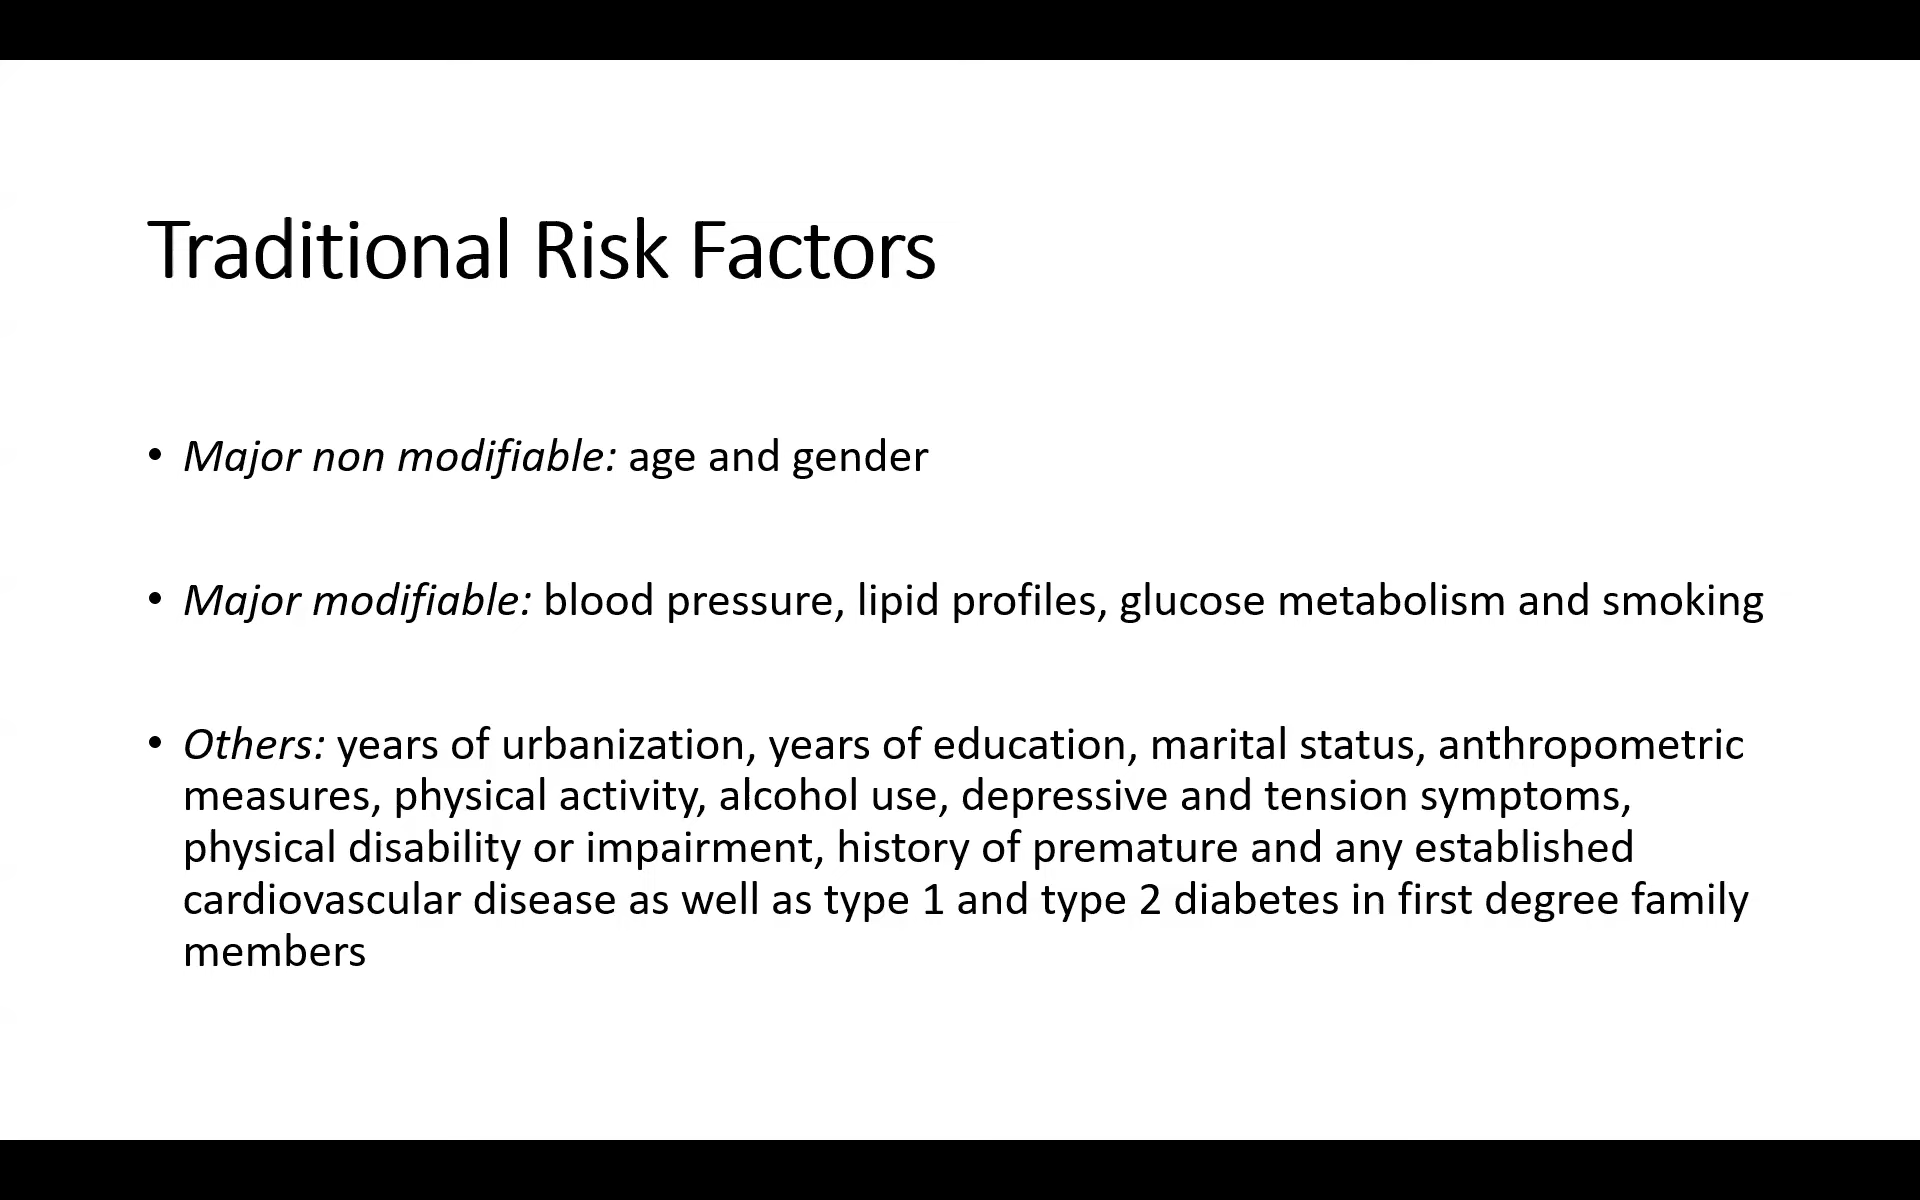 Traditional Risk Factors
• Major non modifiable: age and gender
• Major modifiable: blood pressure, lipid profiles, glucose metabolism and smoking
• Others: years of urbanization, years of education, marital status, anthropometric
measures, physical activity, alcohol use, depressive and tension symptoms,
physical disability or impairment, history of premature and any established
cardiovascular disease as well as type 1 and type 2 diabetes in first degree family
members